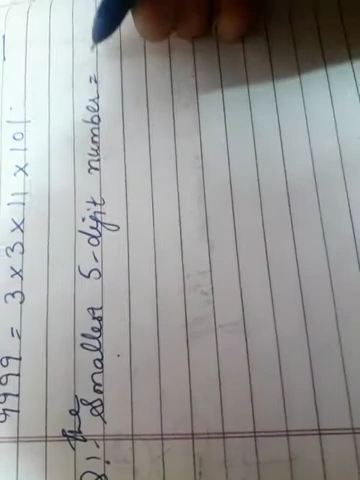 9999 = 3 x 3 x 11 x 101.
Q:- The
Smallest 5-digit number =